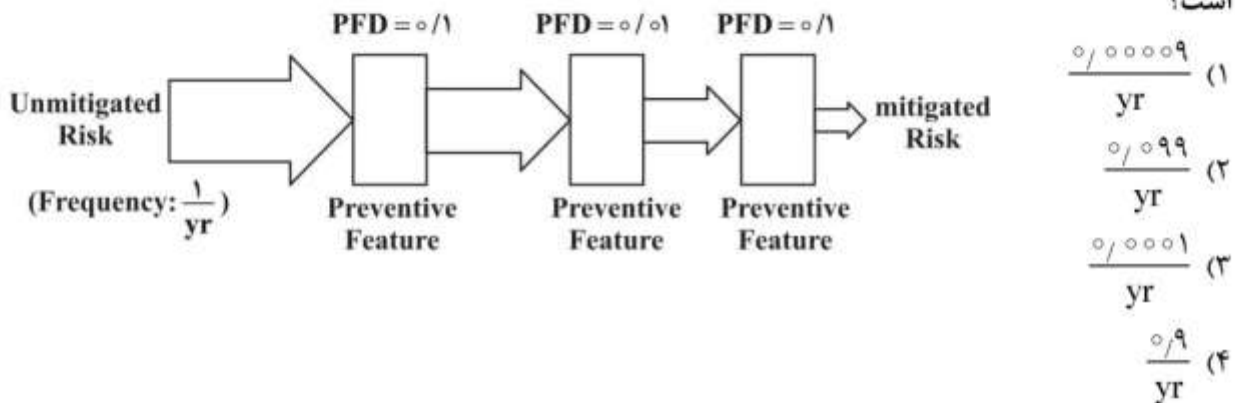 است؟
PFD = ۰/۱ PFD = ۰/۰۱ PFD = ۰/۱
Unmitigated Risk
(Frequency: ۱/yr)
Preventive Feature
Preventive Feature
Preventive Feature
mitigated Risk
۱) ۰/۰۰۰۰۹ / yr
۲) ۰/۰۹۹ / yr
۳) ۰/۰۰۰۱ / yr
۴) ۰/۹ / yr